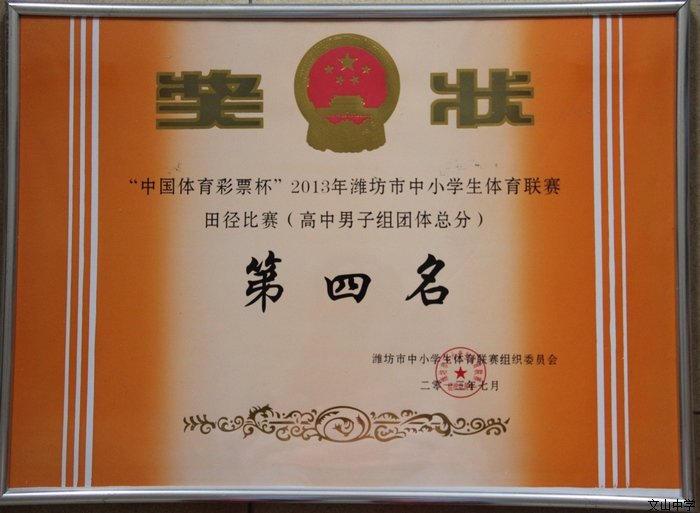 奖状
“中国体育彩票杯”2013年潍坊市中小学生体育联赛
田径比赛（高中男子组团体总分）
第四名
潍坊市中小学生体育联赛组织委员会
二零一三年七月
文山中学